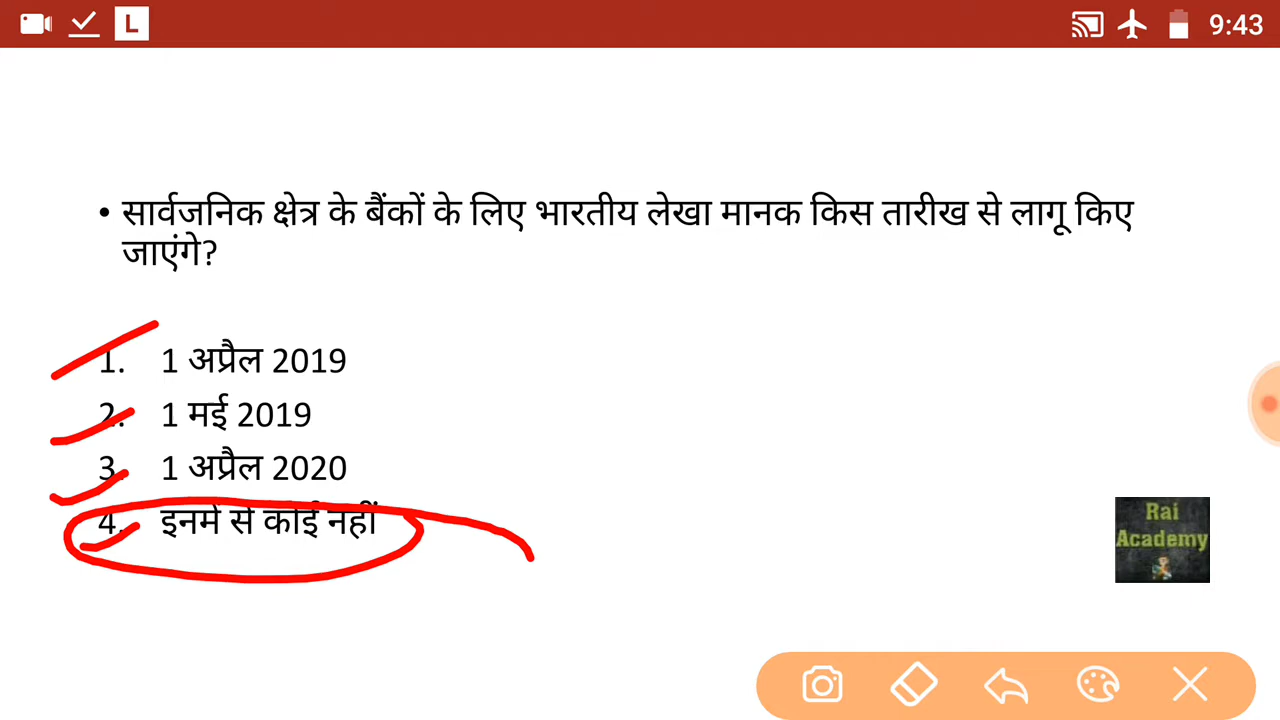 L
9:43
• सार्वजनिक क्षेत्र के बैंकों के लिए भारतीय लेखा मानक किस तारीख से लागू किए
जाएंगे?
1. 1 अप्रैल 2019
2. 1 मई 2019
3. 1 अप्रैल 2020
4. इनमें से कोई नहीं
Rai
Academy